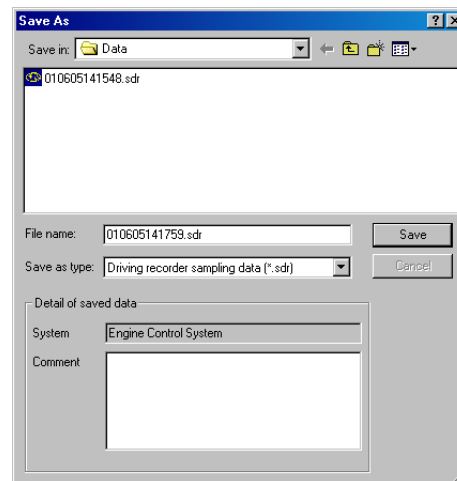 Save As
Save in: Data
010605141548.sdr
File name: 010605141759.sdr Save
Save as type: Driving recorder sampling data (*.sdr) Cancel
Detail of saved data
System Engine Control System
Comment